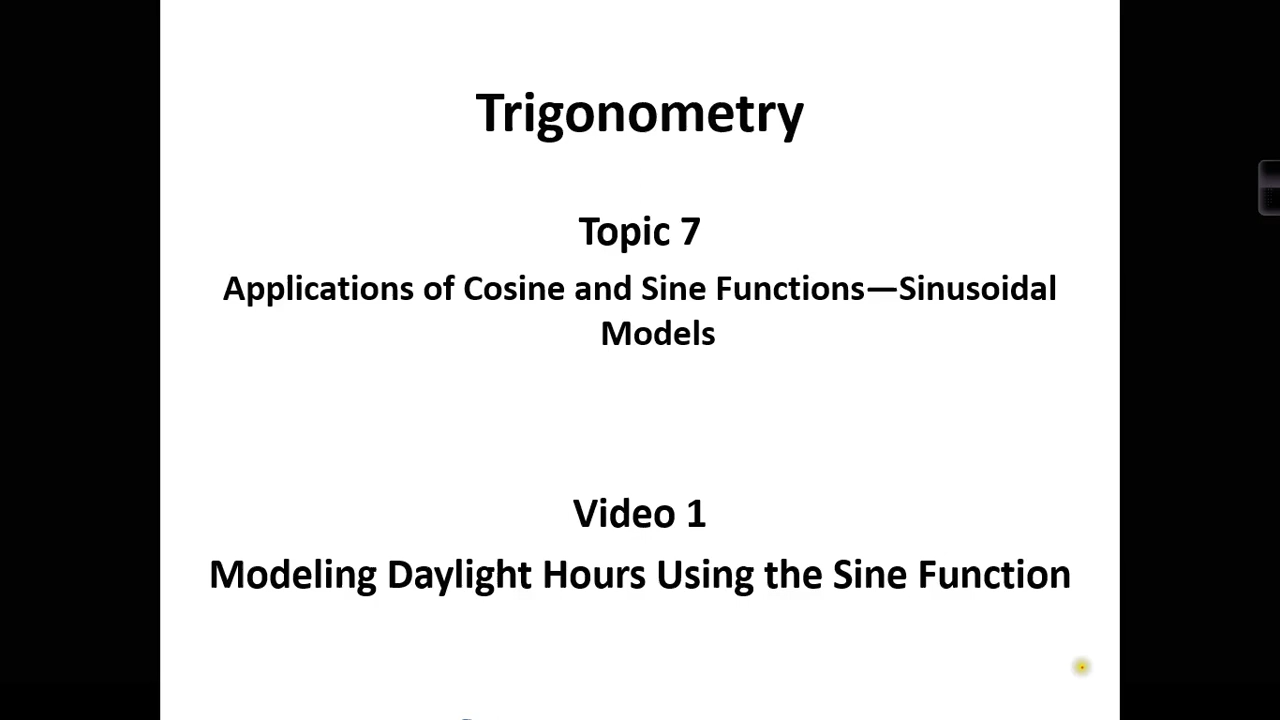 Trigonometry
Topic 7
Applications of Cosine and Sine Functions—Sinusoidal
Models
Video 1
Modeling Daylight Hours Using the Sine Function